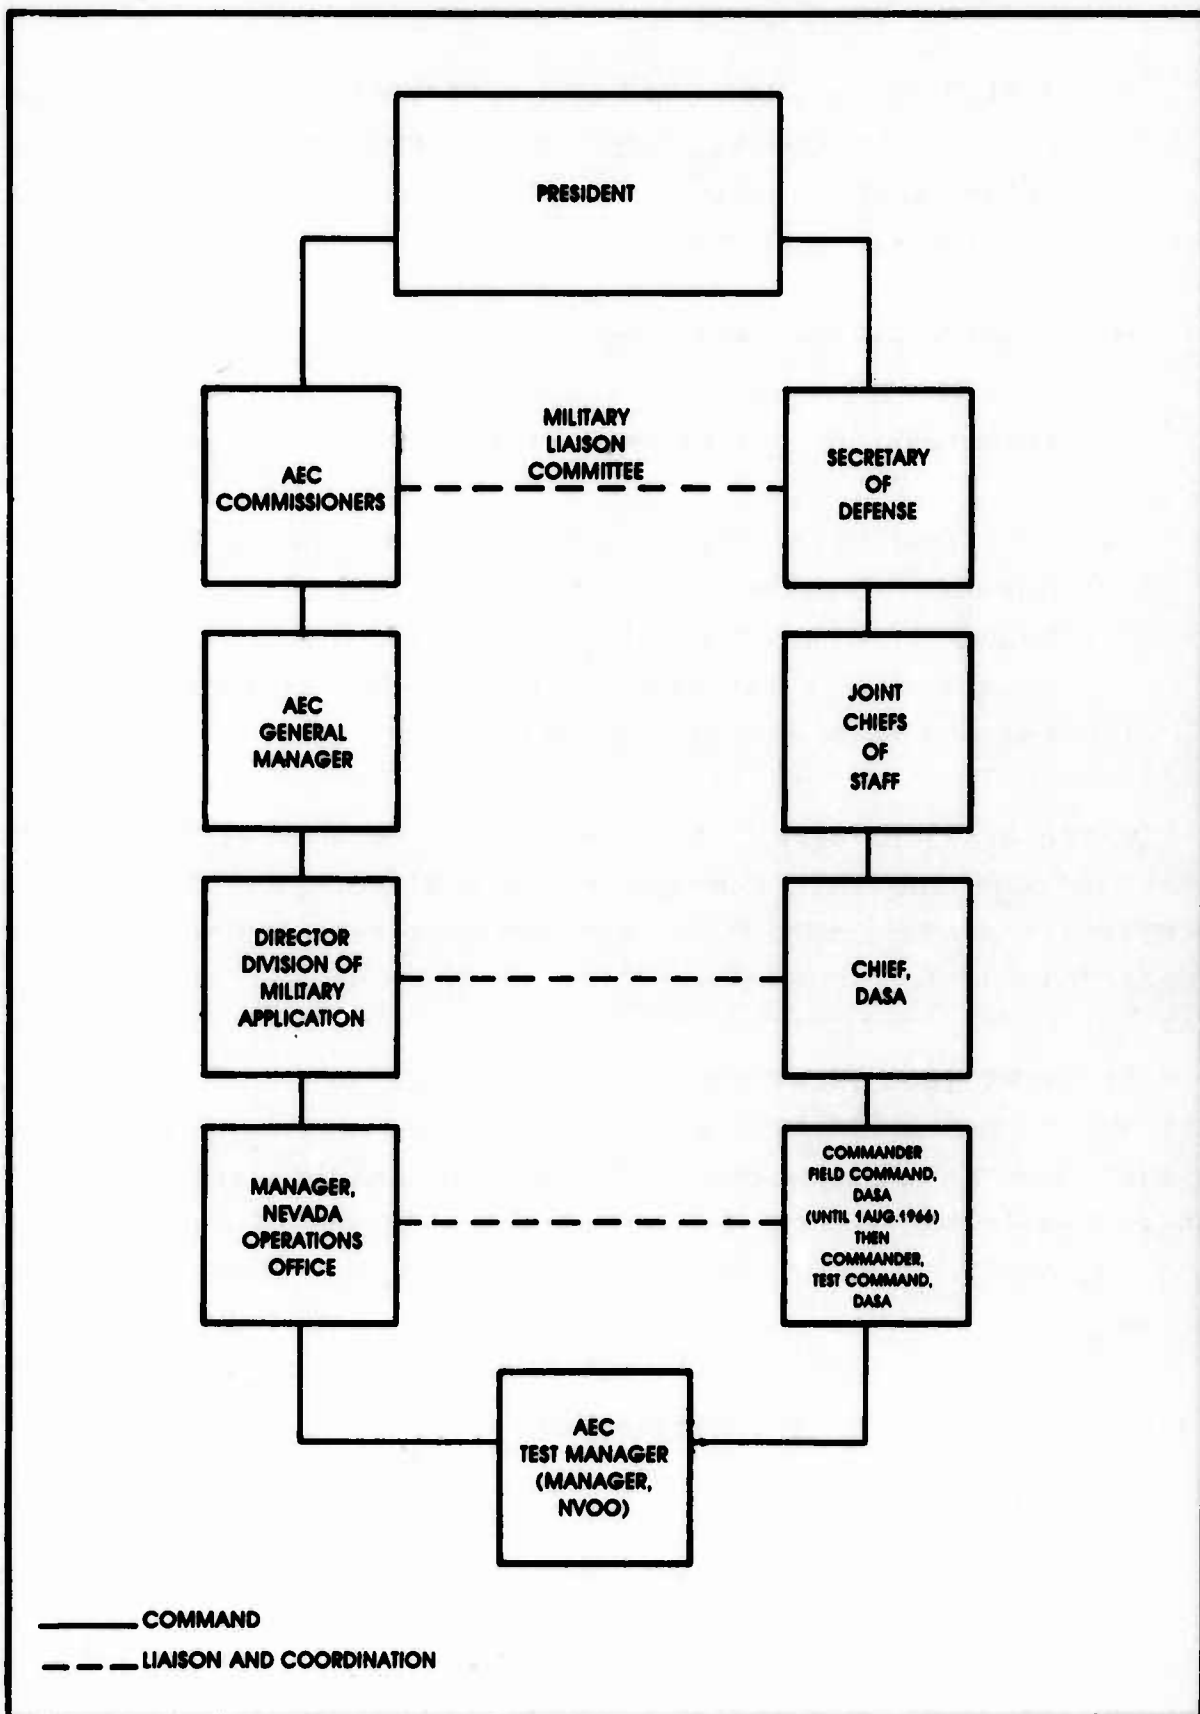 PRESIDENT
AEC
COMMISSIONERS
MILITARY
LIAISON
COMMITTEE
SECRETARY
OF
DEFENSE
AEC
GENERAL
MANAGER
JOINT
CHIEFS
OF
STAFF
DIRECTOR
DIVISION OF
MILITARY
APPLICATION
CHIEF,
DASA
MANAGER,
NEVADA
OPERATIONS
OFFICE
COMMANDER
FIELD COMMAND,
DASA
(UNTIL 1 AUG.1966)
THEN
COMMANDER,
TEST COMMAND,
DASA
AEC
TEST MANAGER
(MANAGER,
NVOO)
COMMAND
LIAISON AND COORDINATION